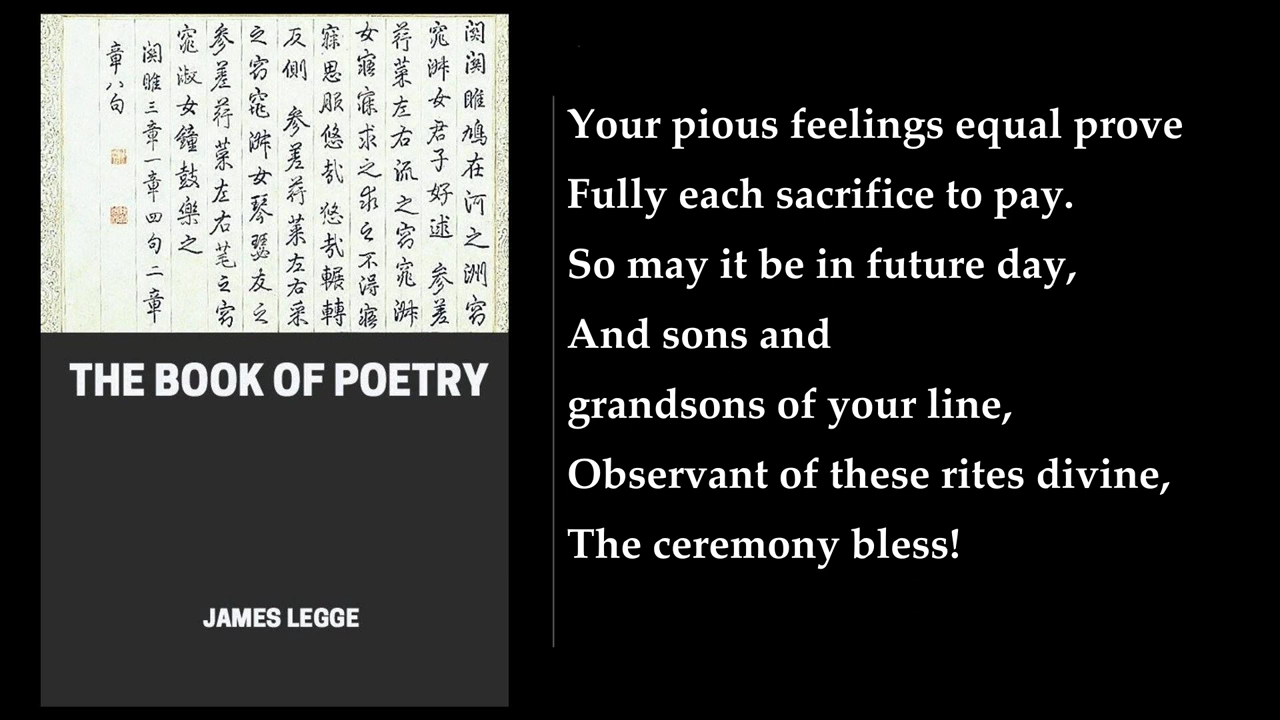 関関雎鳩在河之洲窈
窕淑女君子好逑 參差
荇菜左右流之窈窕淑
女寤寐求之求之不得寤
寐思服悠哉悠哉輾轉
反側 參差荇菜左右采
之窈窕淑女琴瑟友之
參差荇菜左右芼之窈
窕淑女鐘鼓樂之
関雎三章一章四句二章
章八句
THE BOOK OF POETRY
JAMES LEGGE
Your pious feelings equal prove
Fully each sacrifice to pay.
So may it be in future day,
And sons and
grandsons of your line,
Observant of these rites divine,
The ceremony bless!